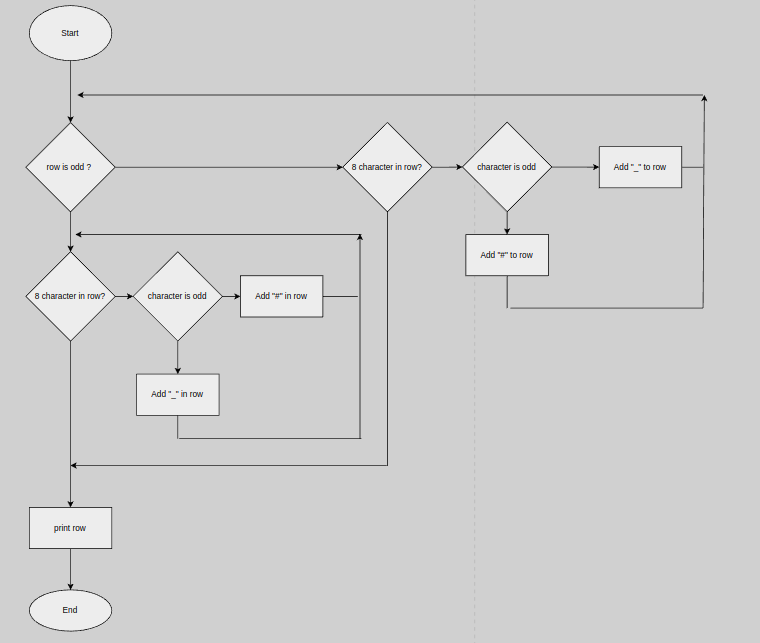 Start
row is odd ?
8 character in row?
character is odd
Add "_" to row
Add "#" to row
8 character in row?
character is odd
Add "#" in row
Add "_" in row
print row
End